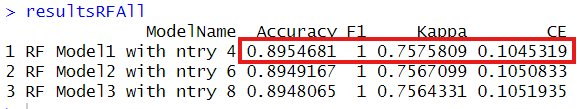 > resultsRFAll
ModelName Accuracy F1 Kappa CE
1 RF Model1 with ntry 4 0.8954681 1 0.7575809 0.1045319
2 RF Model2 with ntry 6 0.8949167 1 0.7567099 0.1050833
3 RF Model3 with ntry 8 0.8948065 1 0.7564331 0.1051935
>